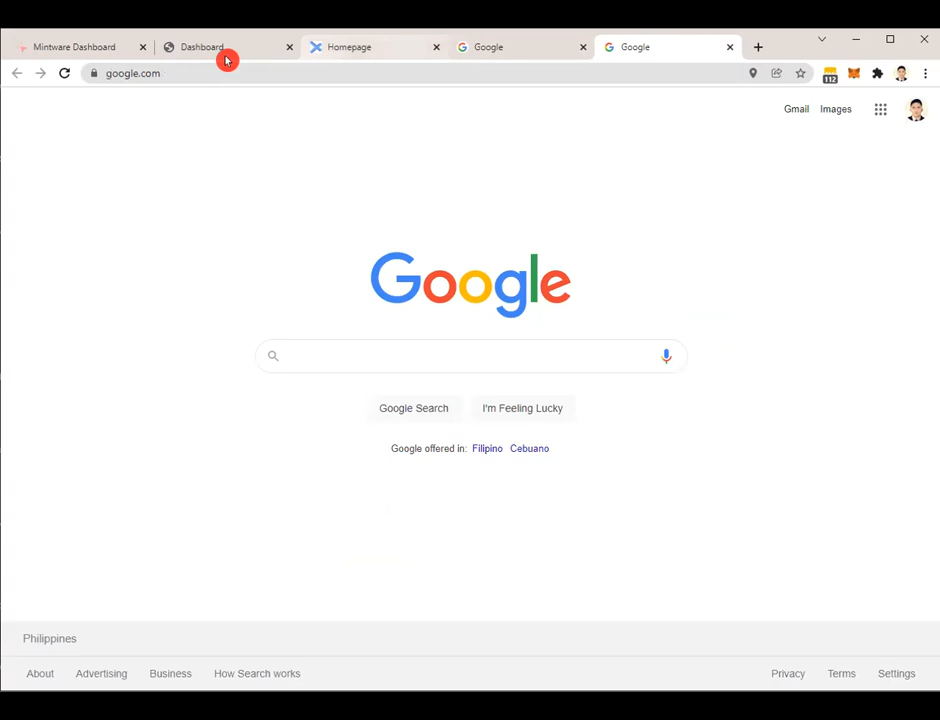 Mintware Dashboard Dashboard Homepage Google Google
google.com 112
Gmail Images
Google
Google Search I'm Feeling Lucky
Google offered in: Filipino Cebuano
Philippines
About Advertising Business How Search works Privacy Terms Settings